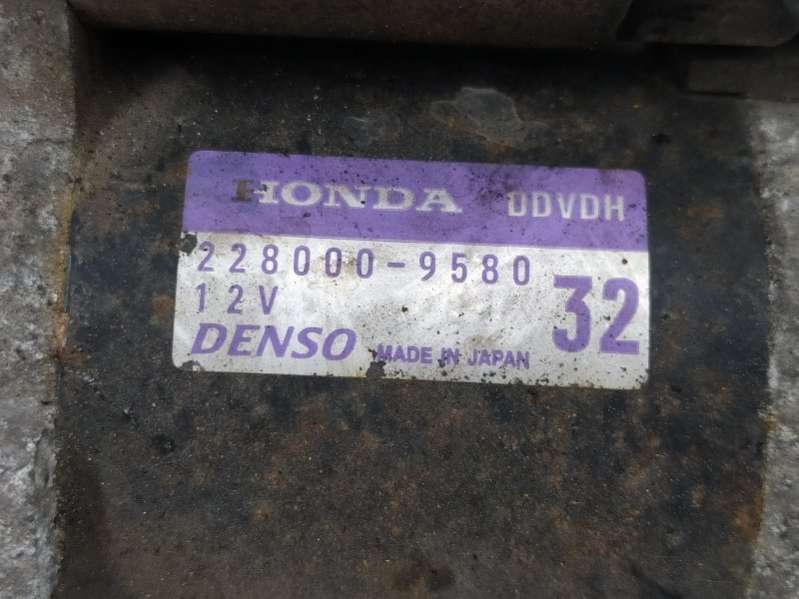 HONDA DDVDH
228000-9580
12V 32
DENSO MADE IN JAPAN